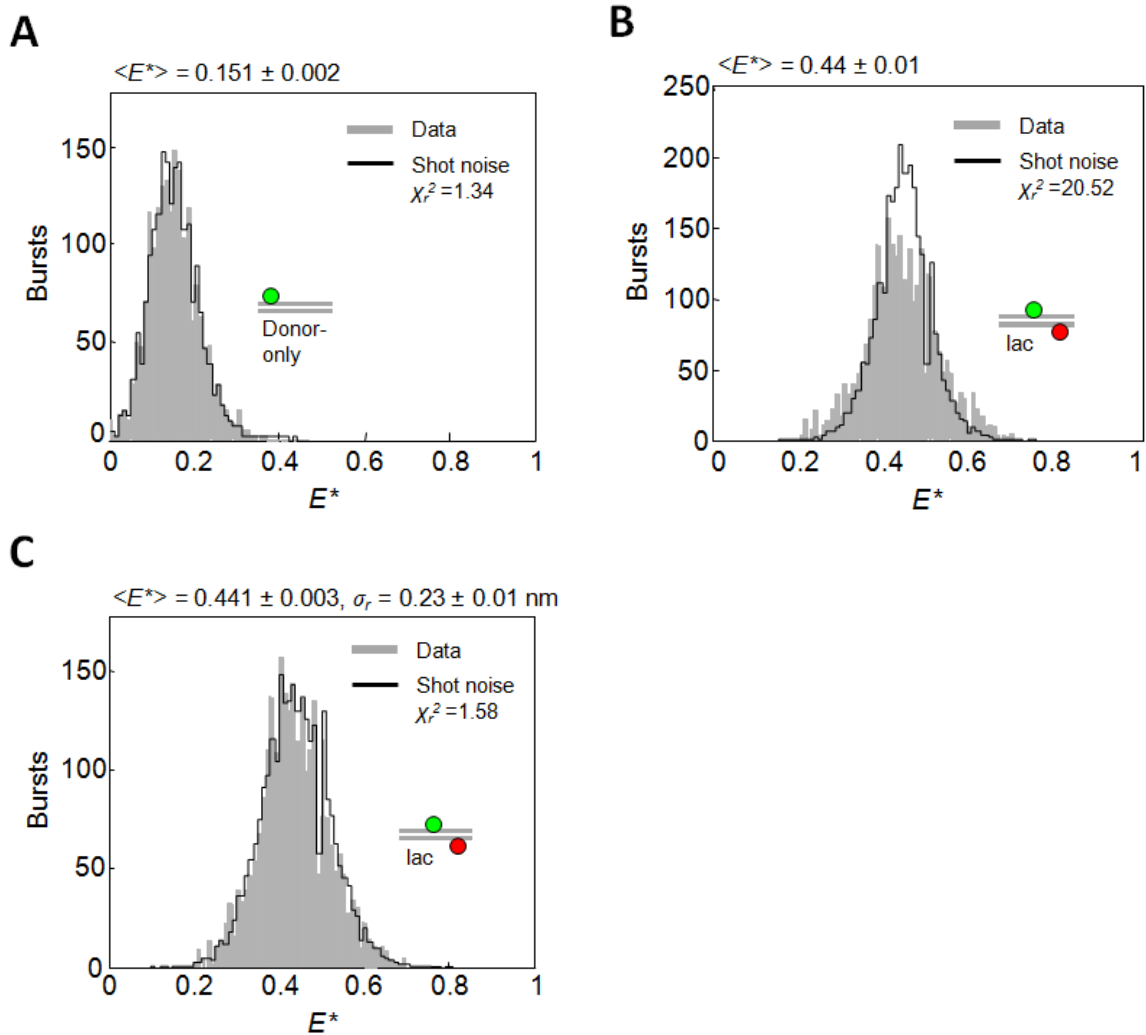 A
<E*> = 0.151 ± 0.002
Data
Shot noise
χr²=1.34
Donor-
only
Bursts
150
100
50
0
0 0.2 0.4 0.6 0.8 1
E*
B
<E*> = 0.44 ± 0.01
Data
Shot noise
χr²=20.52
lac
Bursts
250
200
150
100
50
0
0 0.2 0.4 0.6 0.8 1
E*
C
<E*> = 0.441 ± 0.003, σr = 0.23 ± 0.01 nm
Data
Shot noise
χr²=1.58
lac
Bursts
150
100
50
0
0 0.2 0.4 0.6 0.8 1
E*